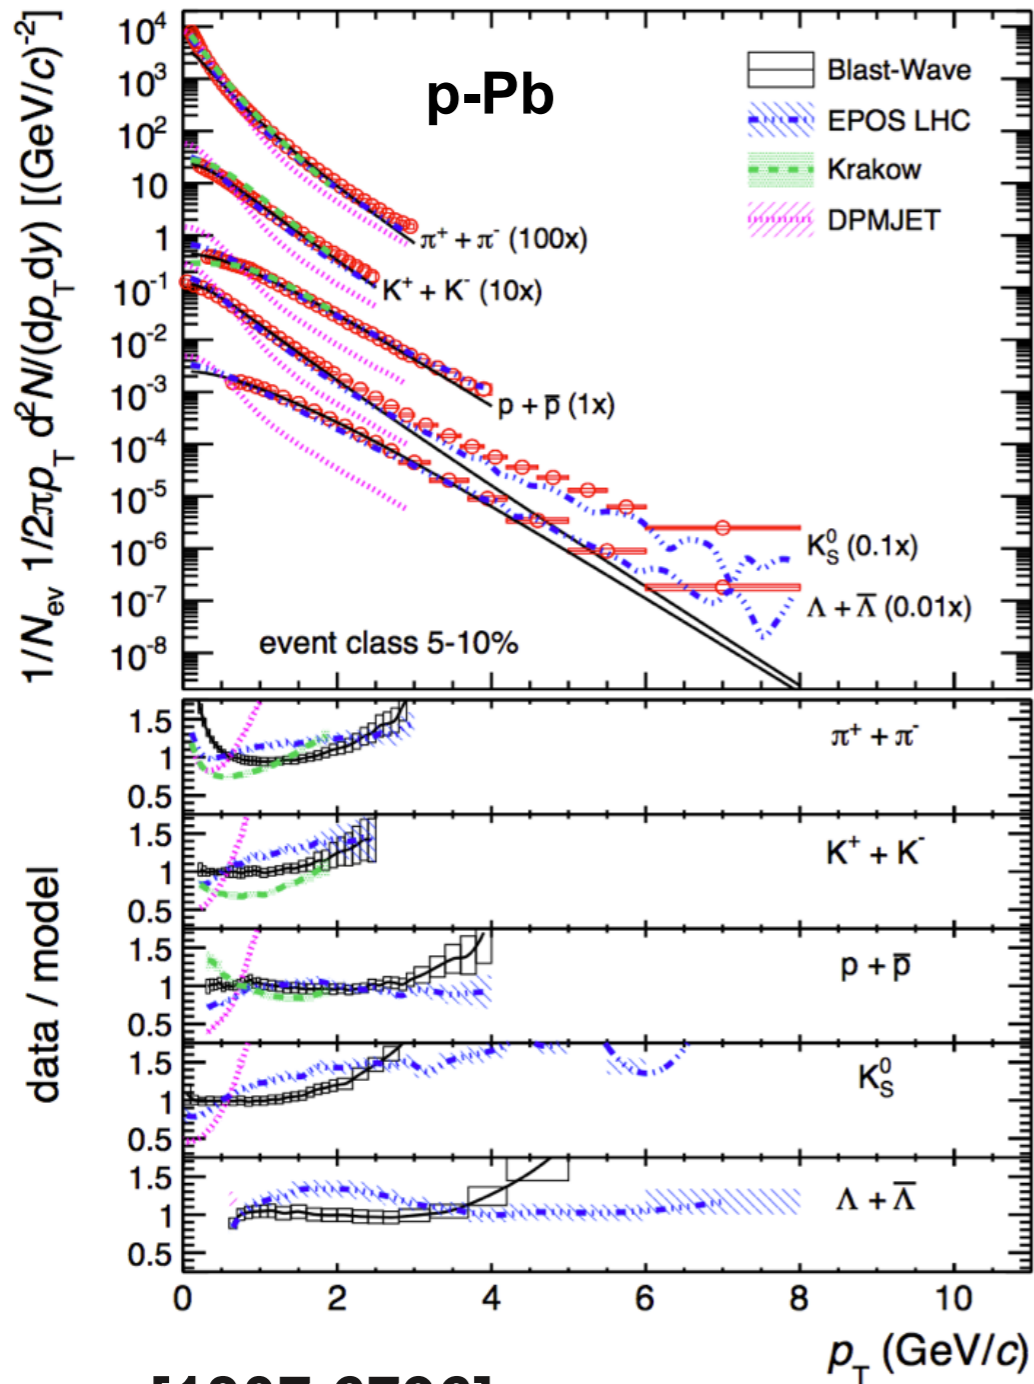 1/N_ev 1/2πp_T d²N/(dp_Tdy) [(GeV/c)⁻²]
10⁴
10³
10²
10
1
10⁻¹
10⁻²
10⁻³
10⁻⁴
10⁻⁵
10⁻⁶
10⁻⁷
10⁻⁸
p-Pb
Blast-Wave
EPOS LHC
Krakow
DPMJET
π⁺ + π⁻ (100x)
K⁺ + K⁻ (10x)
p + p̅ (1x)
K⁰_S (0.1x)
Λ + Λ̅ (0.01x)
event class 5-10%
data / model
1.5
1
0.5
π⁺ + π⁻
1.5
1
0.5
K⁺ + K⁻
1.5
1
0.5
p + p̅
1.5
1
0.5
K⁰_S
1.5
1
0.5
Λ + Λ̅
0 2 4 6 8 10
p_T (GeV/c)